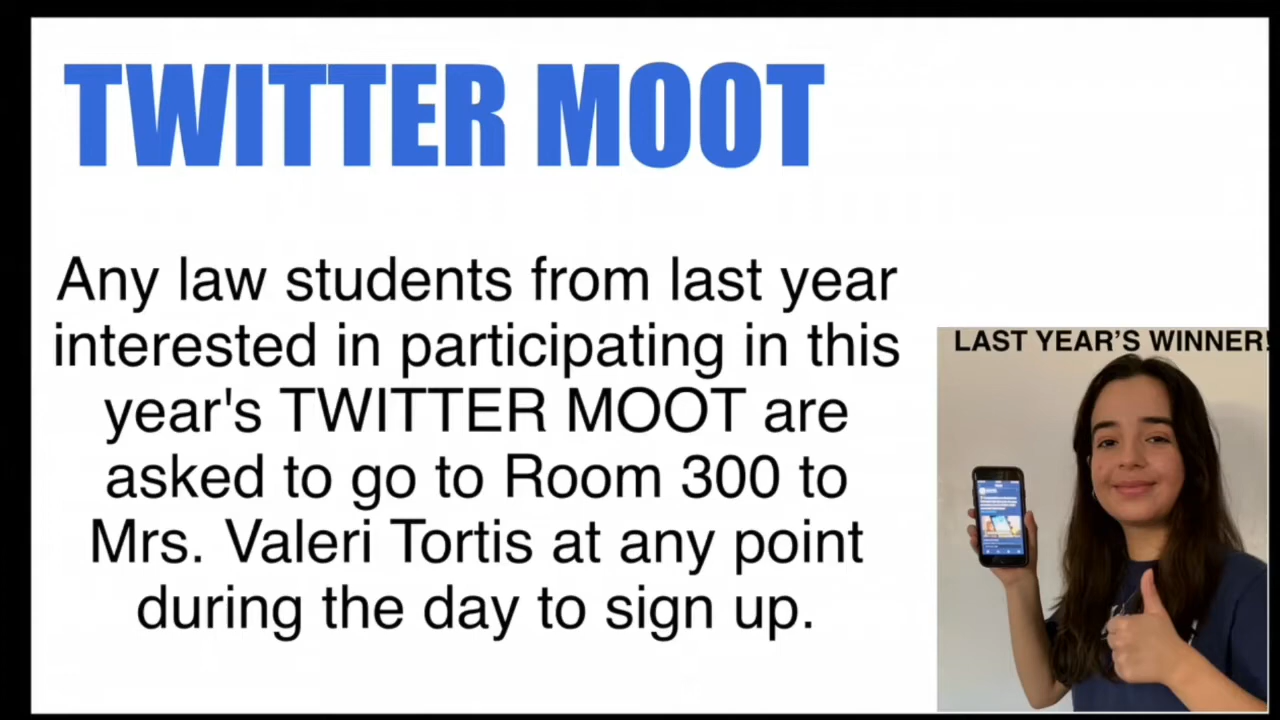 TWITTER MOOT
Any law students from last year
interested in participating in this
year's TWITTER MOOT are
asked to go to Room 300 to
Mrs. Valeri Tortis at any point
during the day to sign up.
LAST YEAR'S WINNER!